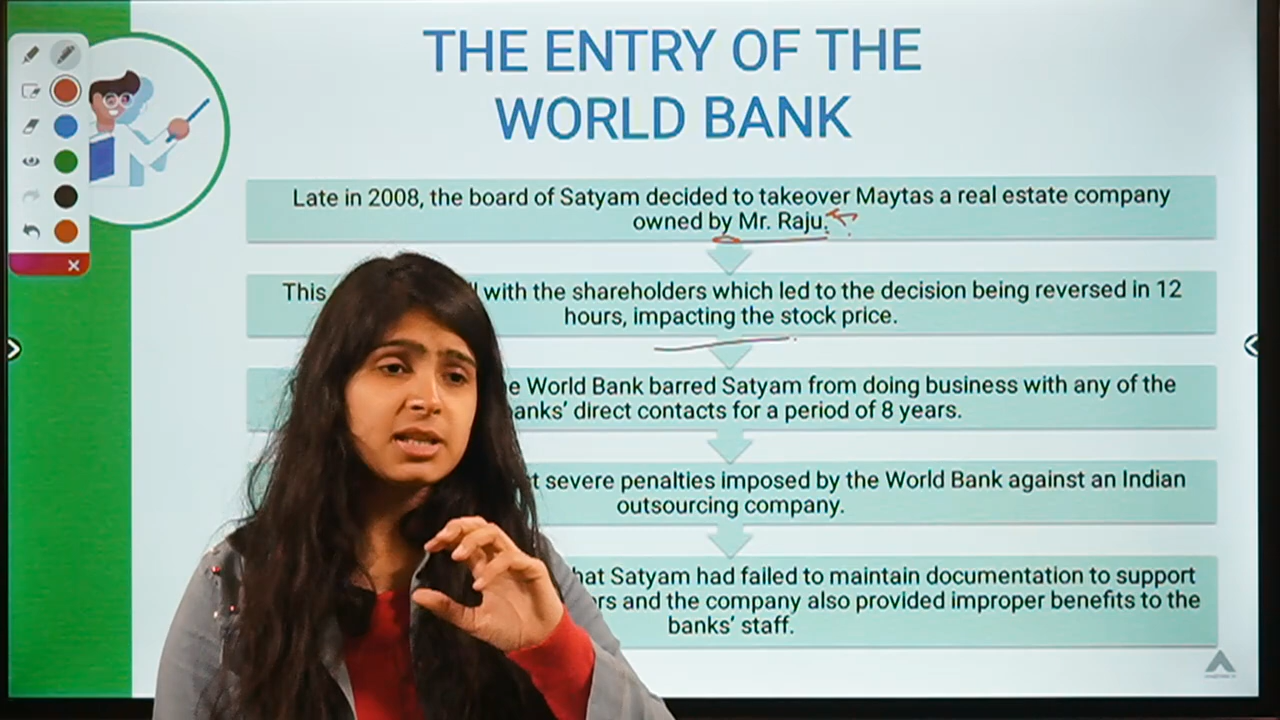 THE ENTRY OF THE
WORLD BANK
Late in 2008, the board of Satyam decided to takeover Maytas a real estate company
owned by Mr. Raju.
This with the shareholders which led to the decision being reversed in 12
hours, impacting the stock price.
World Bank barred Satyam from doing business with any of the
banks' direct contacts for a period of 8 years.
severe penalties imposed by the World Bank against an Indian
outsourcing company.
that Satyam had failed to maintain documentation to support
and the company also provided improper benefits to the
banks' staff.